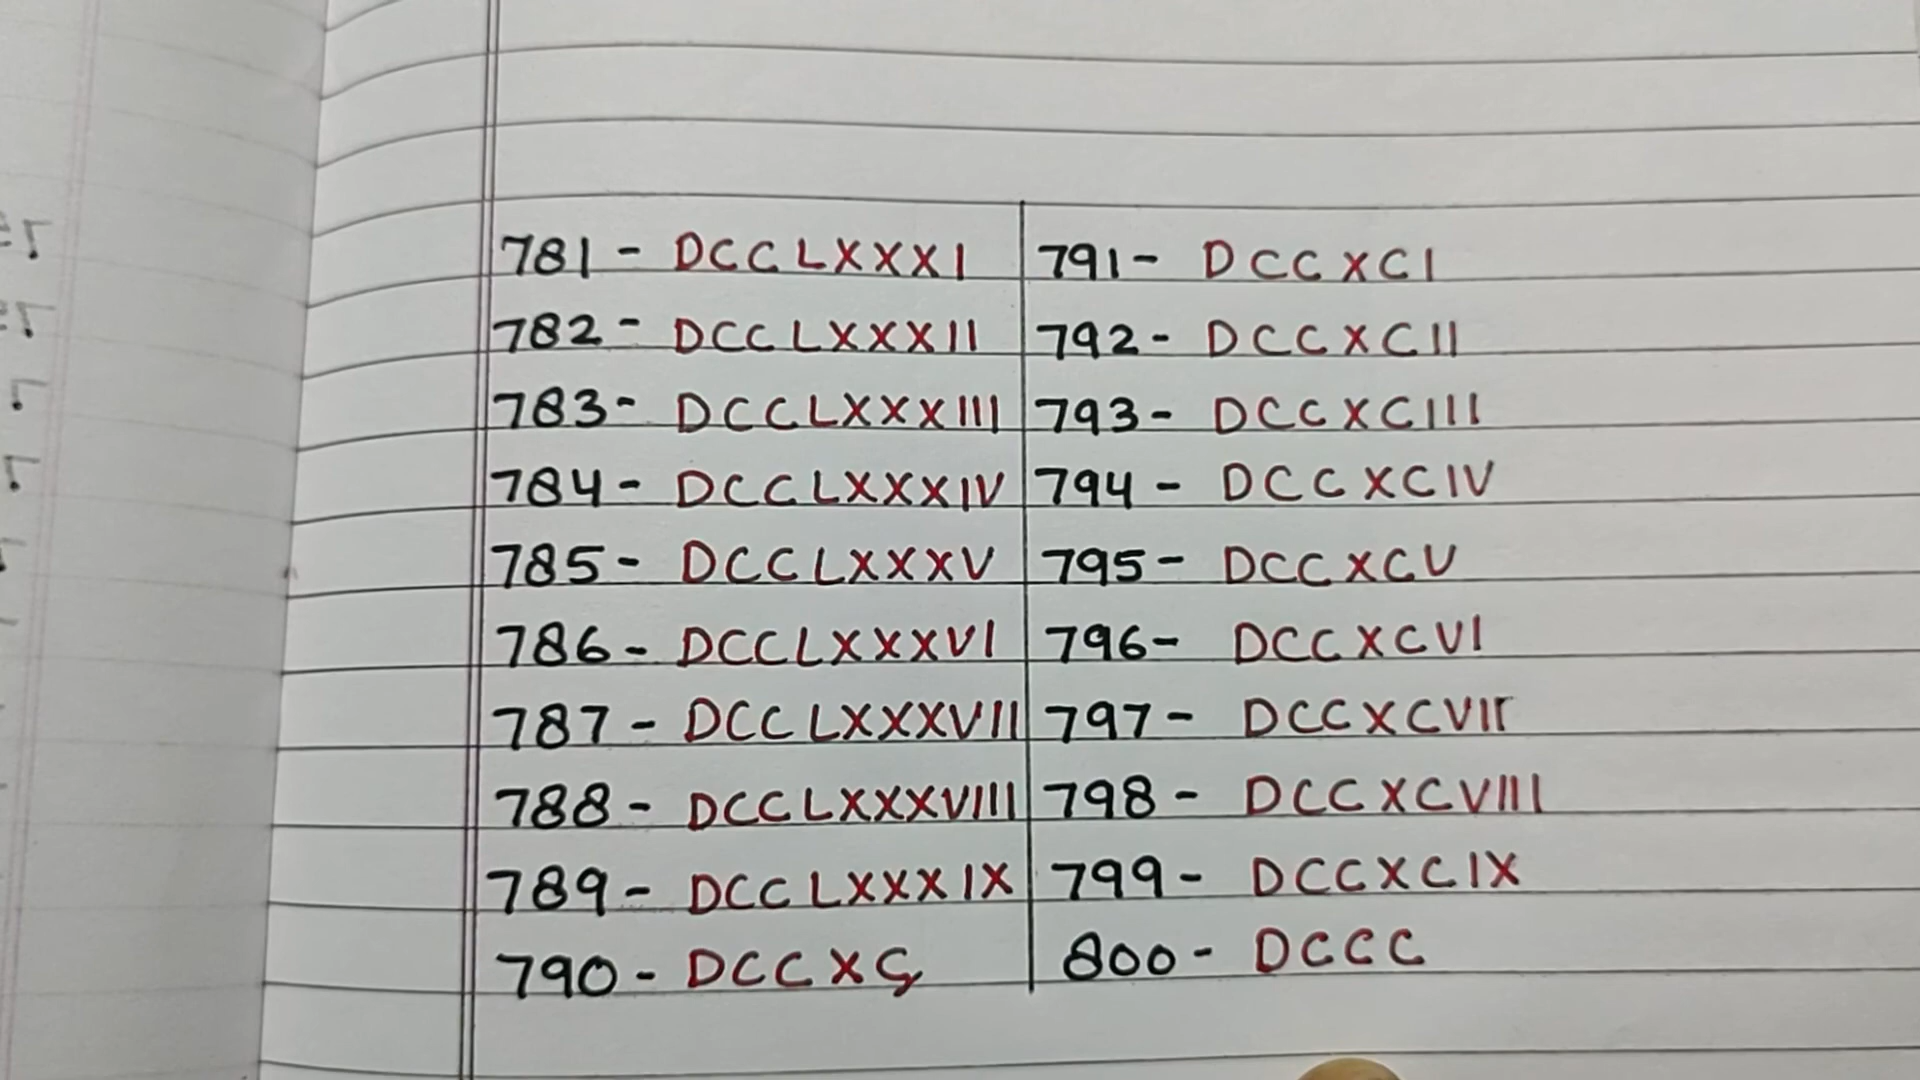 781 - DCCLXXXI
782 - DCCLXXXII
783 - DCCLXXXIII
784 - DCCLXXXIV
785 - DCCLXXXV
786 - DCCLXXXVI
787 - DCCLXXXVII
788 - DCCLXXXVIII
789 - DCCLXXXIX
790 - DCCXC
791 - DCCXCI
792 - DCCXCII
793 - DCCXCIII
794 - DCCXCIV
795 - DCCXCV
796 - DCCXCVI
797 - DCCXCVII
798 - DCCXCVIII
799 - DCCXCIX
800 - DCCC